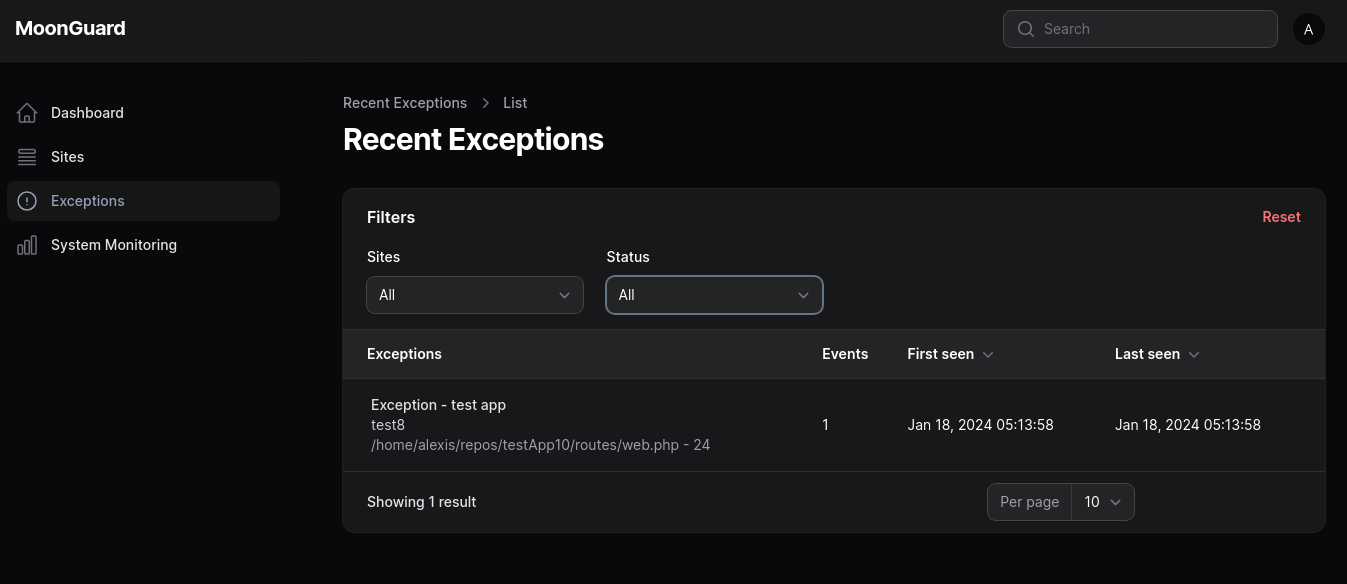 MoonGuard
Search
A
Dashboard
Sites
Exceptions
System Monitoring
Recent Exceptions > List
Recent Exceptions
Filters
Reset
Sites
Status
All
All
Exceptions Events First seen Last seen
Exception - test app
test8
/home/alexis/repos/testApp10/routes/web.php - 24
1
Jan 18, 2024 05:13:58
Jan 18, 2024 05:13:58
Showing 1 result
Per page 10